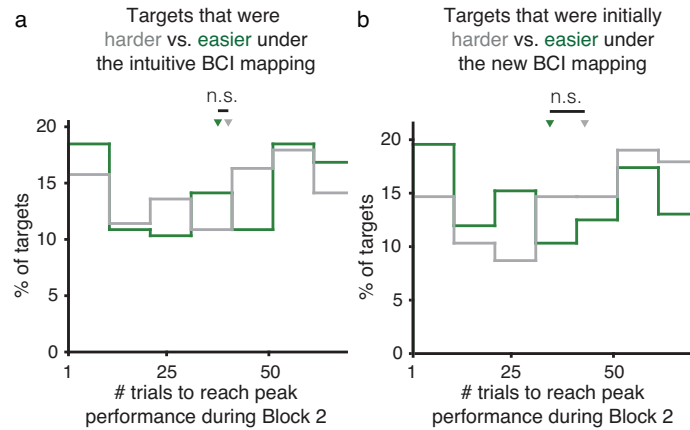 a
Targets that were
harder vs. easier under
the intuitive BCI mapping
n.s.
20
15
10
5
0
% of targets
1
25
50
# trials to reach peak
performance during Block 2
b
Targets that were initially
harder vs. easier under
the new BCI mapping
n.s.
20
15
10
5
0
% of targets
1
25
50
# trials to reach peak
performance during Block 2